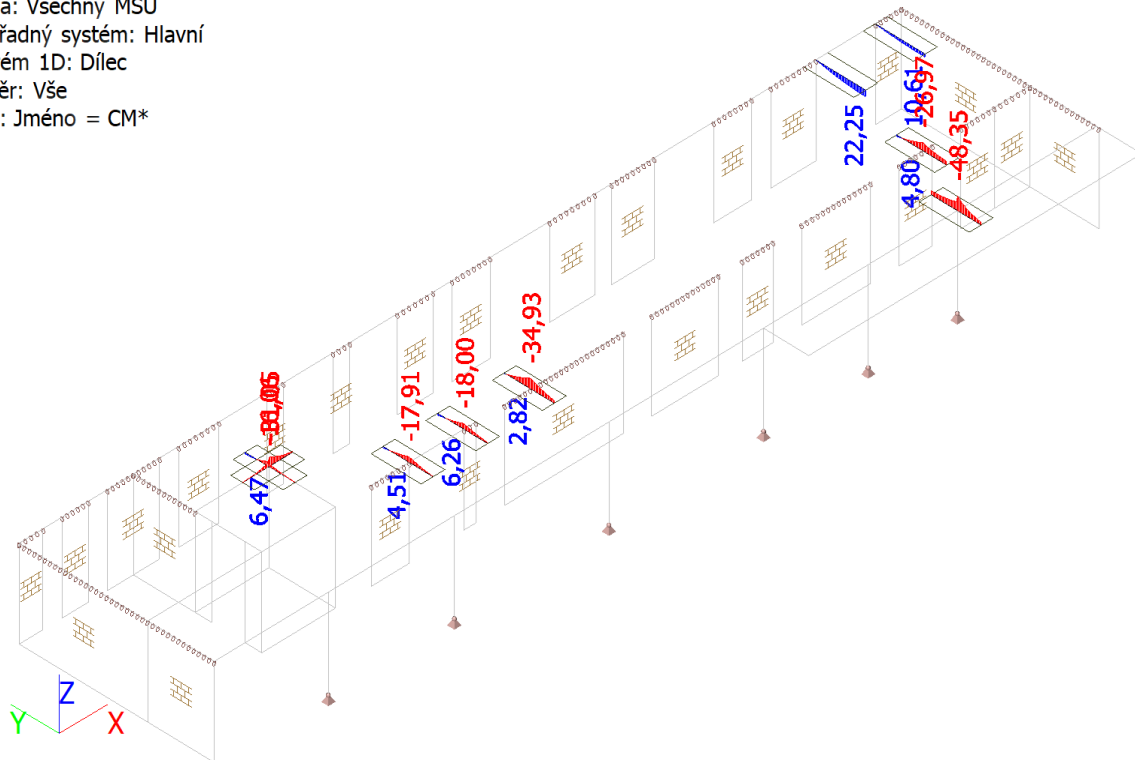 a: Všechny MSÚ
řadný systém: Hlavní
ém 1D: Dílec
ěr: Vše
: Jméno = CM*
10,61
-26,97
-48,35
22,25
4,80
-34,93
-18,00
-17,91
2,82
6,26
4,51
6,47
Z
Y
X